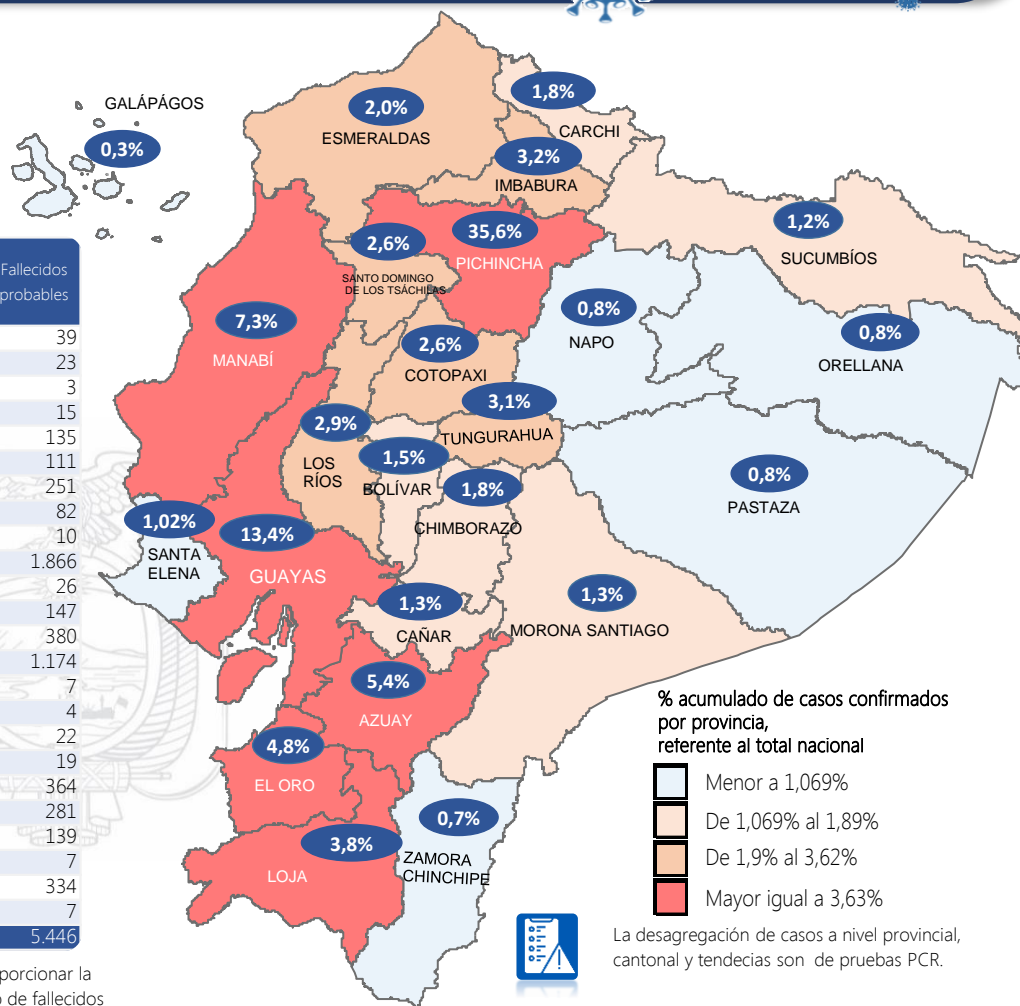 GALÁPÁGOS
0,3%
2,0%
ESMERALDAS
1,8%
CARCHI
3,2%
IMBABURA
1,2%
SUCUMBÍOS
2,6%
SANTO DOMINGO
DE LOS TSÁCHILAS
35,6%
PICHINCHA
7,3%
MANABÍ
0,8%
NAPO
0,8%
ORELLANA
2,6%
COTOPAXI
3,1%
TUNGURAHUA
2,9%
LOS
RÍOS
1,5%
BOLÍVAR
1,8%
CHIMBORAZO
0,8%
PASTAZA
1,02%
SANTA
ELENA
13,4%
GUAYAS
1,3%
CAÑAR
1,3%
MORONA SANTIAGO
5,4%
AZUAY
4,8%
EL ORO
3,8%
LOJA
0,7%
ZAMORA
CHINCHIPE
Fallecidos
probables
39
23
3
15
135
111
251
82
10
1.866
26
147
380
1.174
7
4
22
19
364
281
139
7
334
7
5.446
porcionar la
o de fallecidos
% acumulado de casos confirmados
por provincia,
referente al total nacional
Menor a 1,069%
De 1,069% al 1,89%
De 1,9% al 3,62%
Mayor igual a 3,63%
La desagregación de casos a nivel provincial,
cantonal y tendecias son de pruebas PCR.